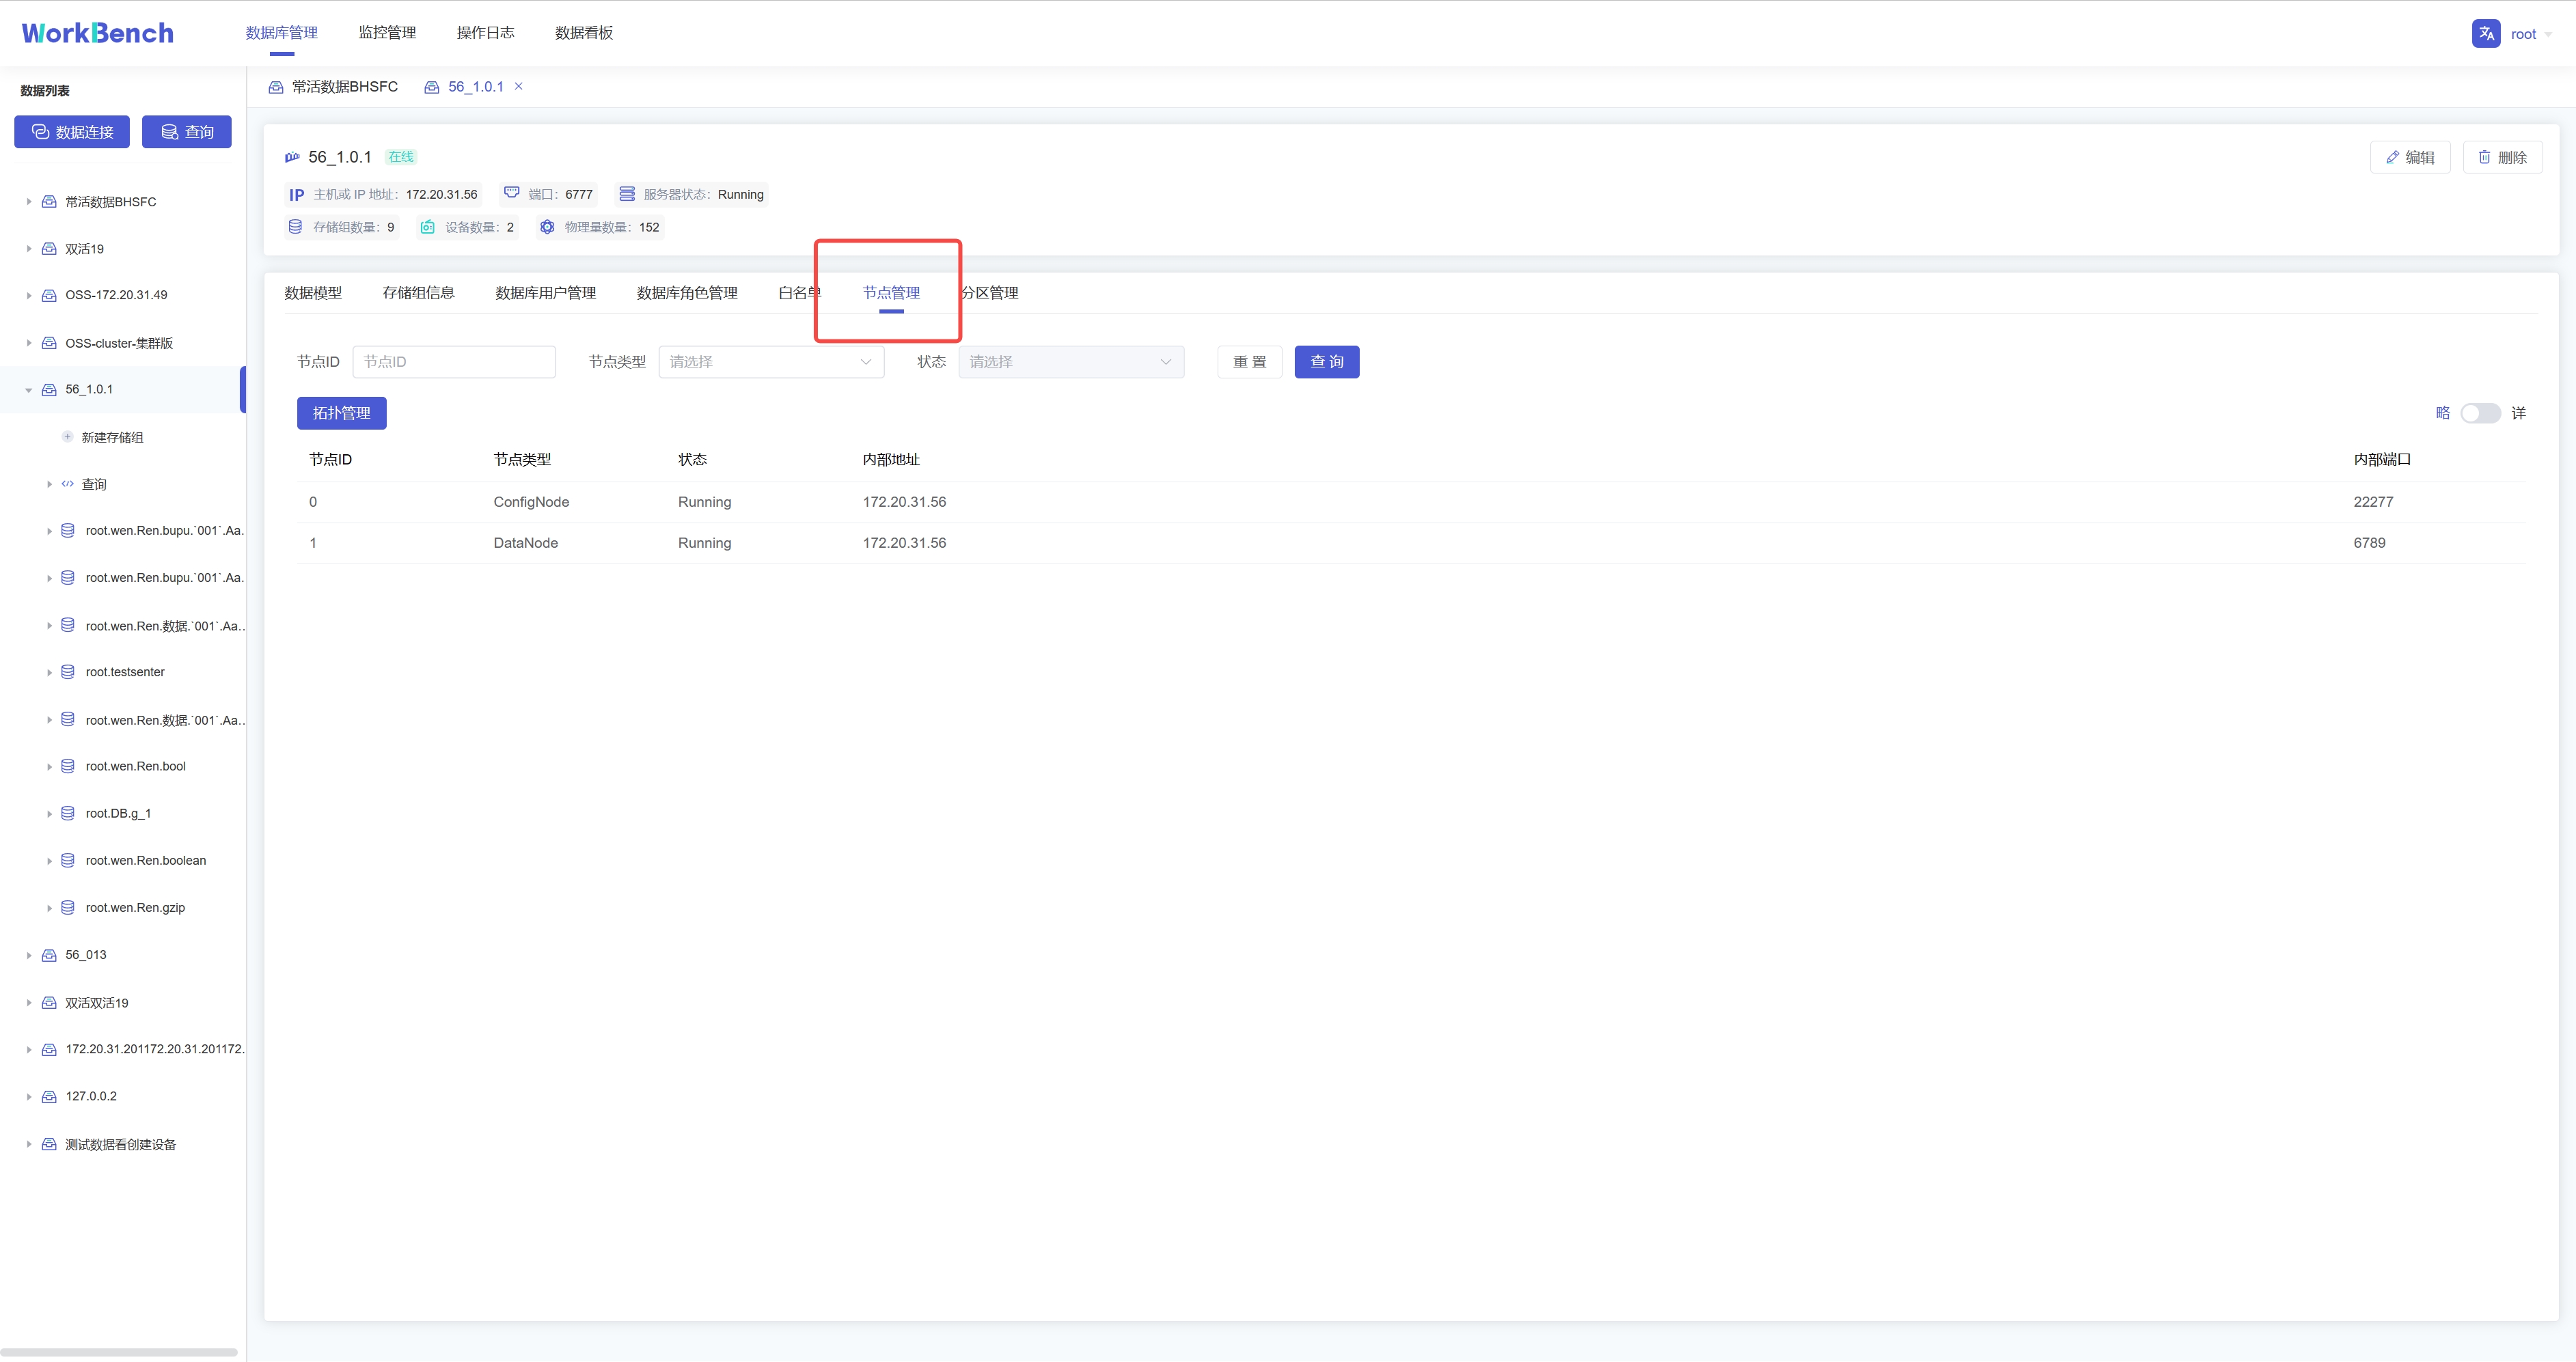 WorkBench
数据库管理 监控管理 操作日志 数据看板
root
数据列表
数据连接 查询
常活数据BHSFC
双活19
OSS-172.20.31.49
OSS-cluster-集群版
56_1.0.1
新建存储组
查询
root.wen.Ren.bupu.`001`.Aa.
root.wen.Ren.bupu.`001`.Aa.
root.wen.Ren.数据.`001`.Aa..
root.testsenter
root.wen.Ren.数据.`001`.Aa..
root.wen.Ren.bool
root.DB.g_1
root.wen.Ren.boolean
root.wen.Ren.gzip
56_013
双活双活19
172.20.31.201172.20.31.201172.
127.0.0.2
测试数据看创建设备
常活数据BHSFC 56_1.0.1 ×
56_1.0.1 在线
编辑 删除
IP 主机或 IP 地址: 172.20.31.56 端口: 6777 服务器状态: Running
存储组数量: 9 设备数量: 2 物理量数量: 152
数据模型 存储组信息 数据库用户管理 数据库角色管理 白名单 节点管理 分区管理
节点ID 节点ID 节点类型 请选择 状态 请选择 重 置 查 询
拓扑管理 略 详
节点ID 节点类型 状态 内部地址 内部端口
0 ConfigNode Running 172.20.31.56 22277
1 DataNode Running 172.20.31.56 6789